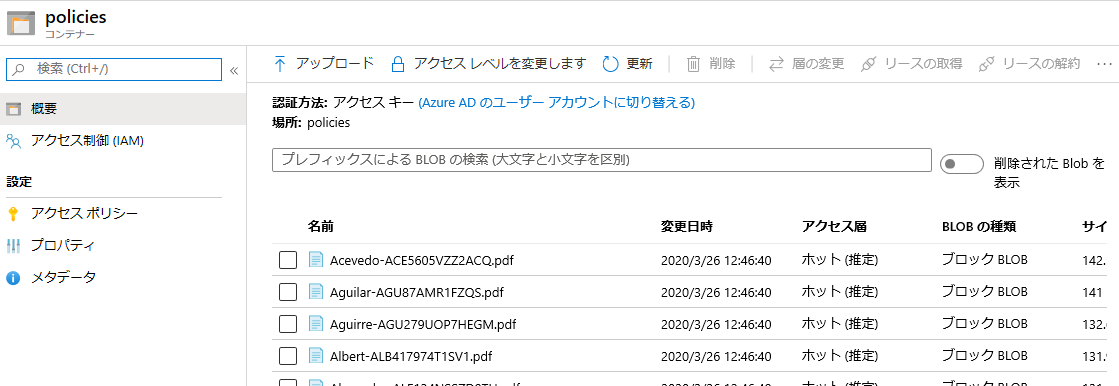 policies
コンテナー
検索 (Ctrl+/)
«
アップロード
アクセス レベルを変更します
更新
削除
層の変更
リースの取得
リースの解約
···
概要
アクセス制御 (IAM)
設定
アクセス ポリシー
プロパティ
メタデータ
認証方法: アクセス キー (Azure AD のユーザー アカウントに切り替える)
場所: policies
プレフィックスによる BLOB の検索 (大文字と小文字を区別)
削除された Blob を
表示
名前 変更日時 アクセス層 BLOB の種類 サイ
Acevedo-ACE5605VZZ2ACQ.pdf 2020/3/26 12:46:40 ホット (推定) ブロック BLOB 142.
Aguilar-AGU87AMR1FZQS.pdf 2020/3/26 12:46:40 ホット (推定) ブロック BLOB 141
Aguirre-AGU279UOP7HEGM.pdf 2020/3/26 12:46:40 ホット (推定) ブロック BLOB 132.
Albert-ALB417974T1SV1.pdf 2020/3/26 12:46:40 ホット (推定) ブロック BLOB 131.